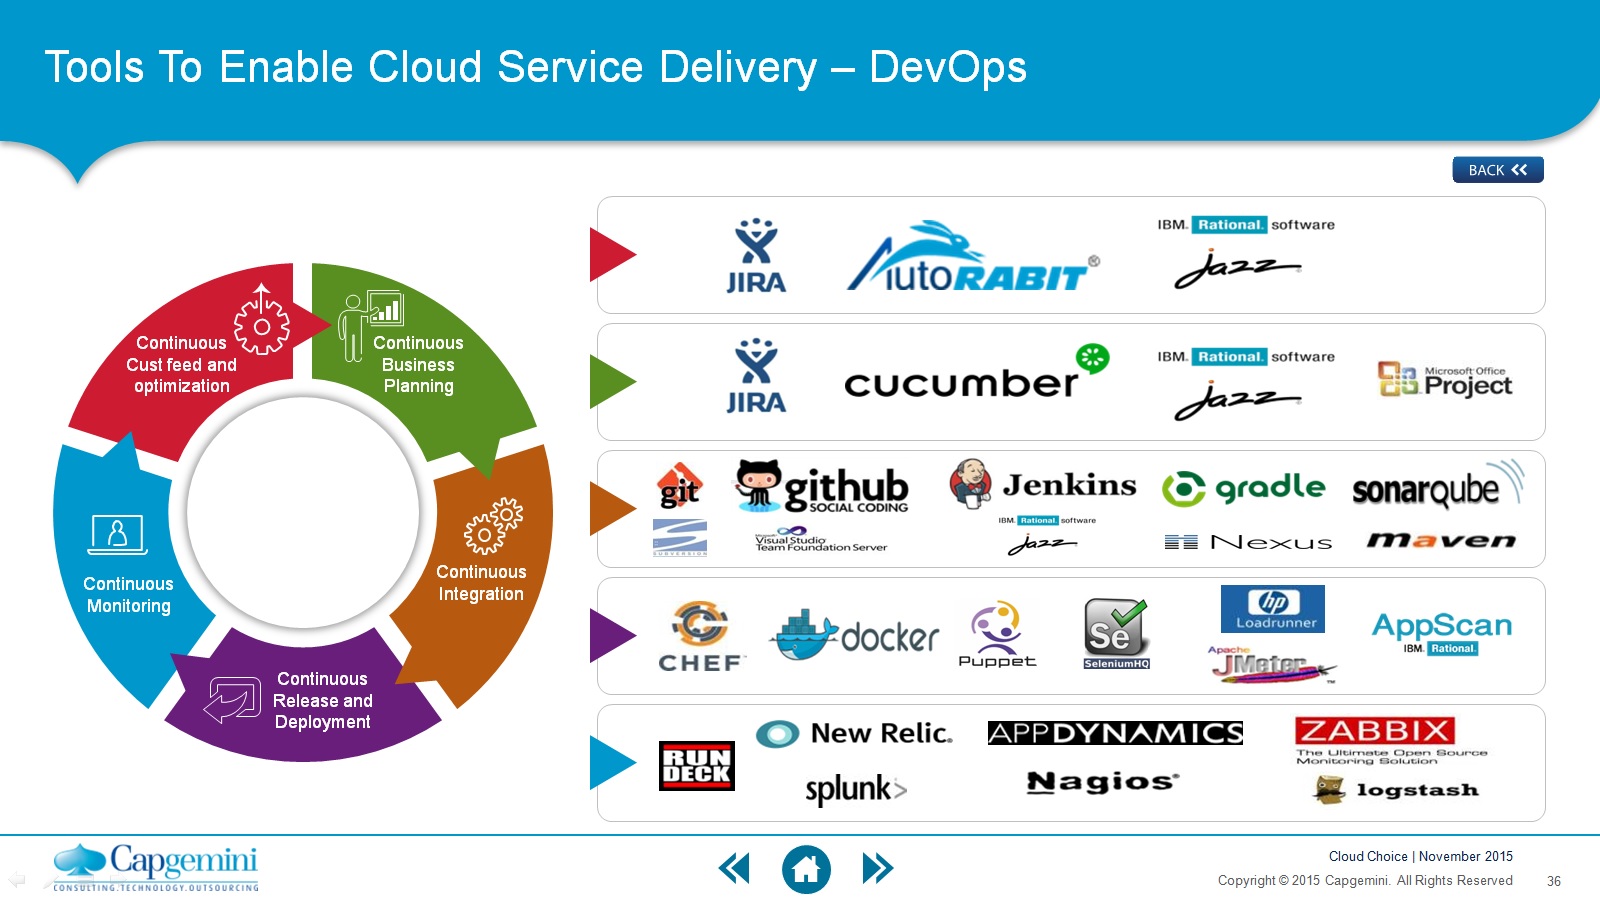 Tools To Enable Cloud Service Delivery – DevOps
BACK
Continuous
Cust feed and
optimization
Continuous
Business
Planning
Continuous
Integration
Continuous
Release and
Deployment
Continuous
Monitoring
JIRA
AutoRABIT®
IBM. Rational. software
Jazz
JIRA
cucumber
IBM. Rational. software
Jazz
Microsoft Office
Project
git
github
SOCIAL CODING
Jenkins
gradle
sonarqube
SUBVERSION
Microsoft
Visual Studio
Team Foundation Server
IBM. Rational. software
Jazz
Nexus
maven
CHEF™
docker
Puppet
Se
SeleniumHQ
hp
Loadrunner
Apache
JMeter™
AppScan
IBM. Rational.
RUN
DECK
New Relic.
APPDYNAMICS
ZABBIX
The Ultimate Open Source
Monitoring Solution
splunk>
Nagios®
logstash
Capgemini
CONSULTING.TECHNOLOGY.OUTSOURCING
Cloud Choice | November 2015
Copyright © 2015 Capgemini. All Rights Reserved
36